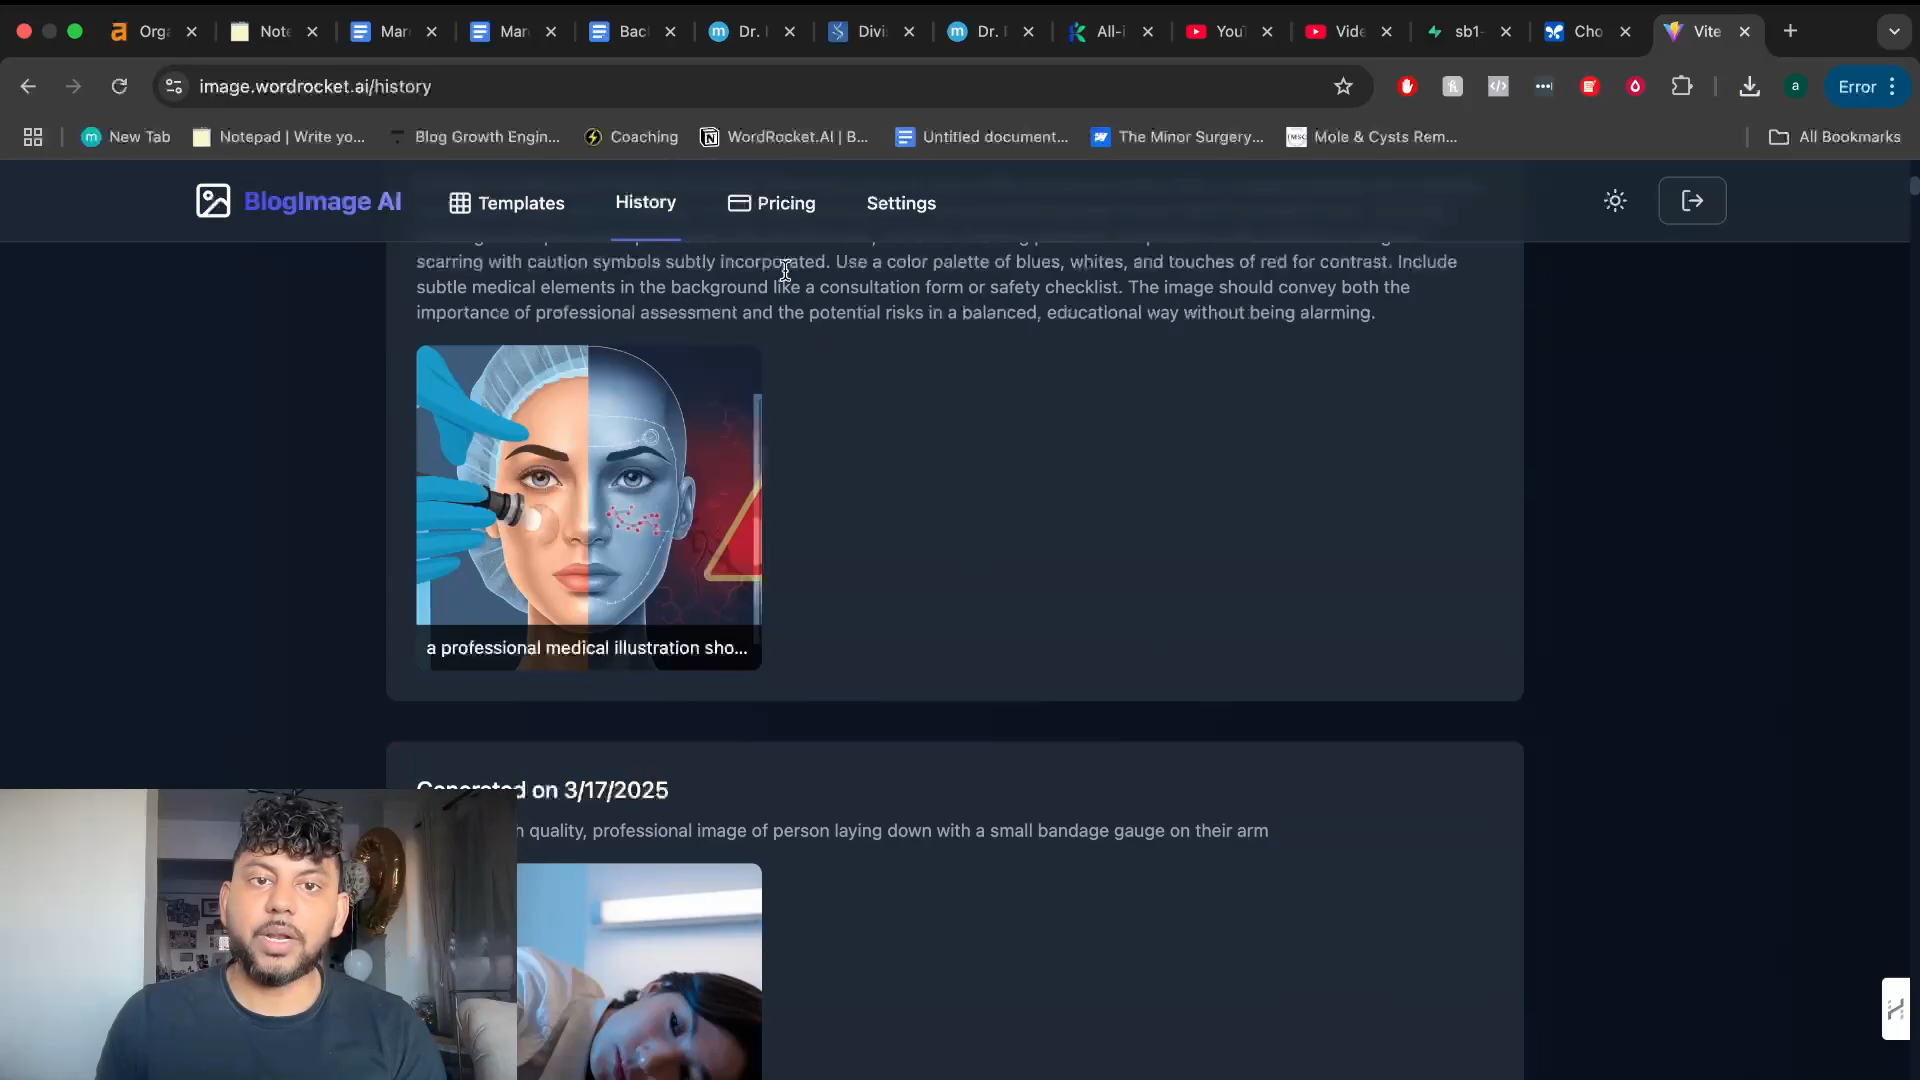 Orga
Note
Mar
Mar
Bac
Dr.
Divi
Dr.
All-i
YouT
Vide
sb1-
Cho
Vite
image.wordrocket.ai/history
a
Error
New Tab
Notepad | Write yo...
Blog Growth Engin...
Coaching
WordRocket.AI | B...
Untitled document...
The Minor Surgery...
Mole & Cysts Rem...
All Bookmarks
BlogImage AI
Templates
History
Pricing
Settings
scarring with caution symbols subtly incorporated. Use a color palette of blues, whites, and touches of red for contrast. Include
subtle medical elements in the background like a consultation form or safety checklist. The image should convey both the
importance of professional assessment and the potential risks in a balanced, educational way without being alarming.
a professional medical illustration sho...
Generated on 3/17/2025
quality, professional image of person laying down with a small bandage gauge on their arm